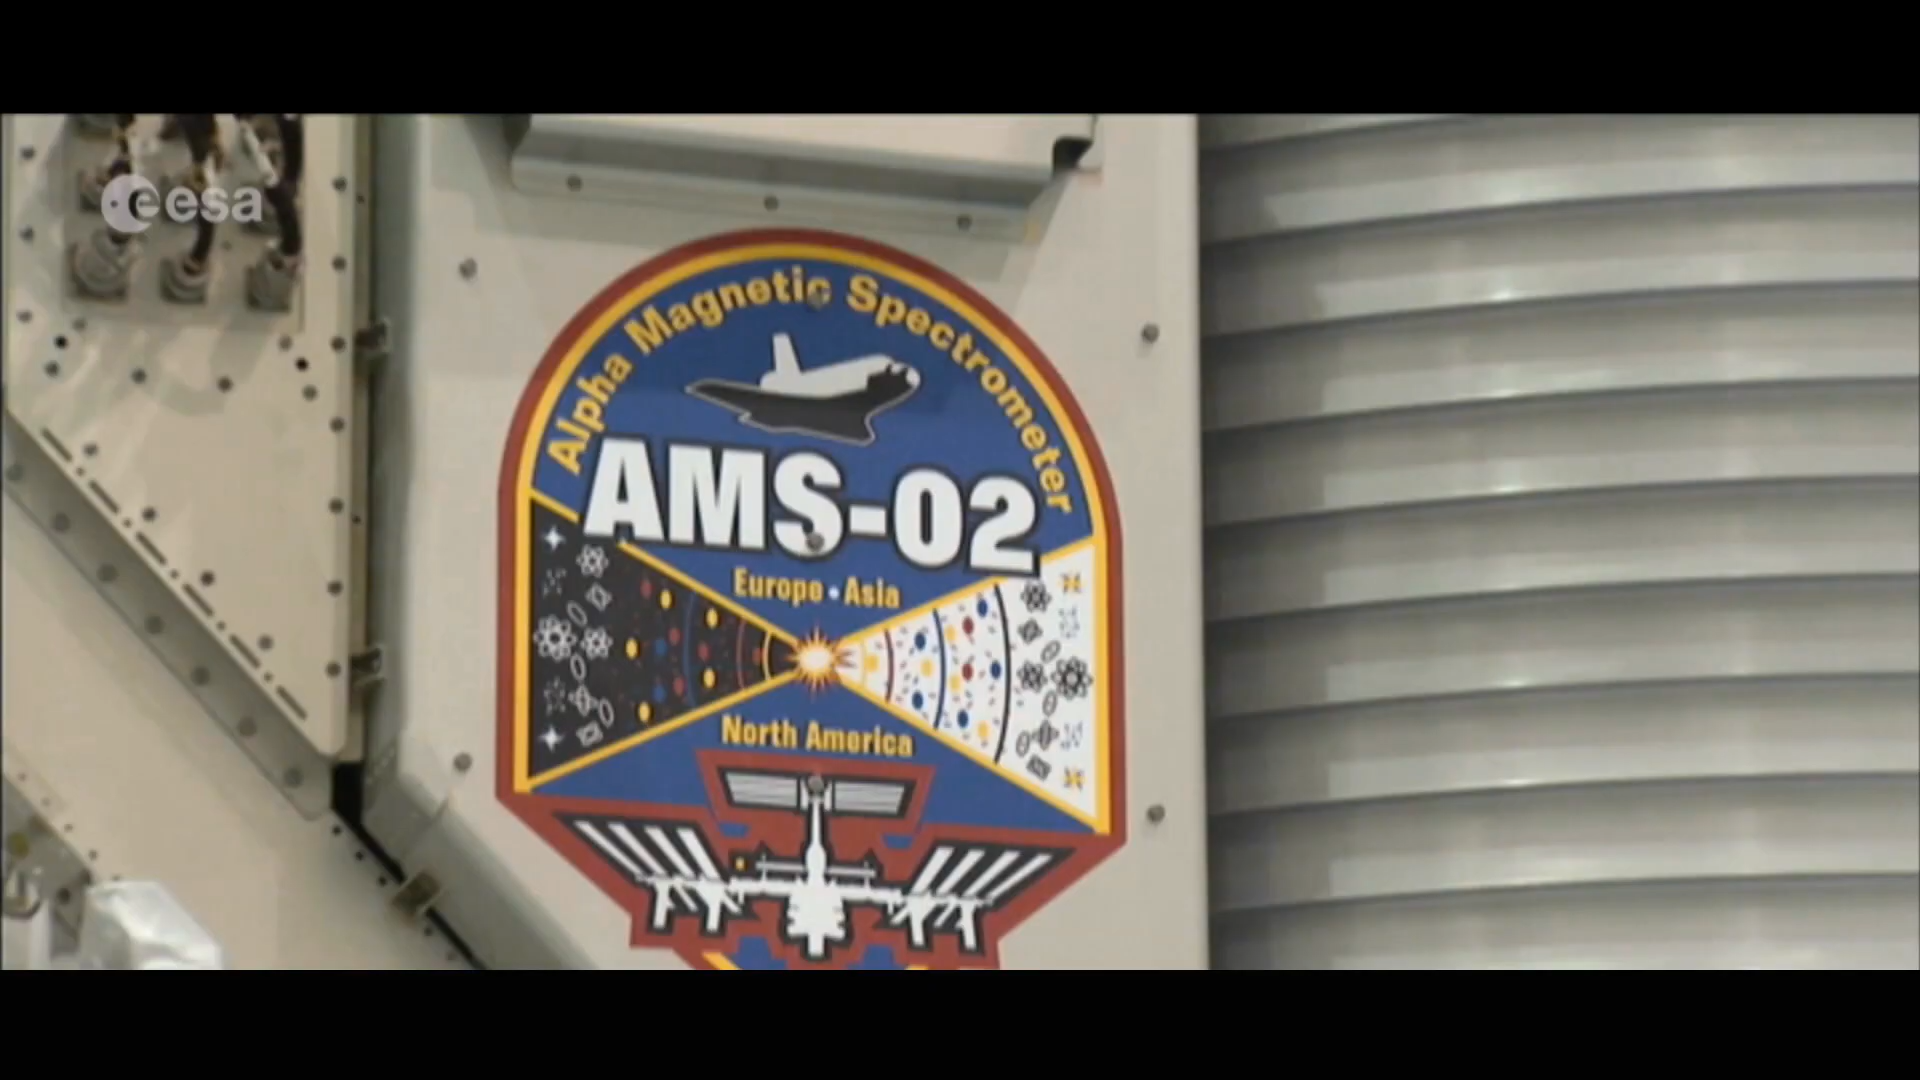 esa
Alpha Magnetic Spectrometer
AMS-02
Europe • Asia
North America